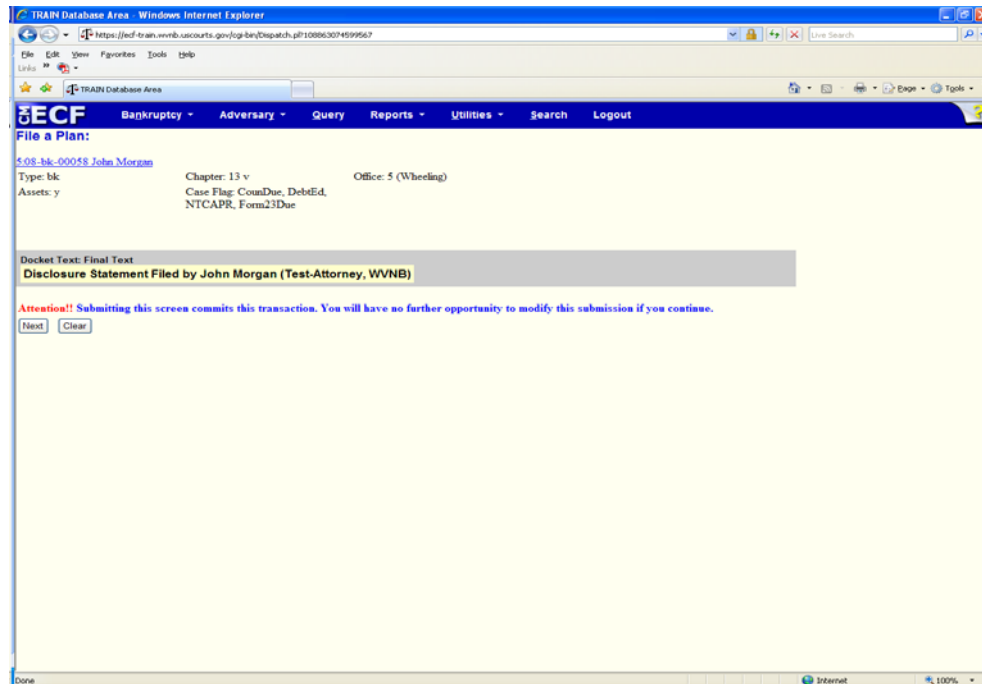 TRAIN Database Area - Windows Internet Explorer
https://ecf-train.wvnb.uscourts.gov/cgi-bin/Dispatch.pl?108863074599567
Live Search
File Edit View Favorites Tools Help
Links »
TRAIN Database Area
Page Tools
CM ECF Bankruptcy Adversary Query Reports Utilities Search Logout ?
File a Plan:
5:08-bk-00058 John Morgan
Type: bk Chapter: 13 v Office: 5 (Wheeling)
Assets: y Case Flag: CounDue, DebtEd,
NTCAPR, Form23Due
Docket Text: Final Text
Disclosure Statement Filed by John Morgan (Test-Attorney, WVNB)
Attention!! Submitting this screen commits this transaction. You will have no further opportunity to modify this submission if you continue.
Next Clear
Done Internet 100%